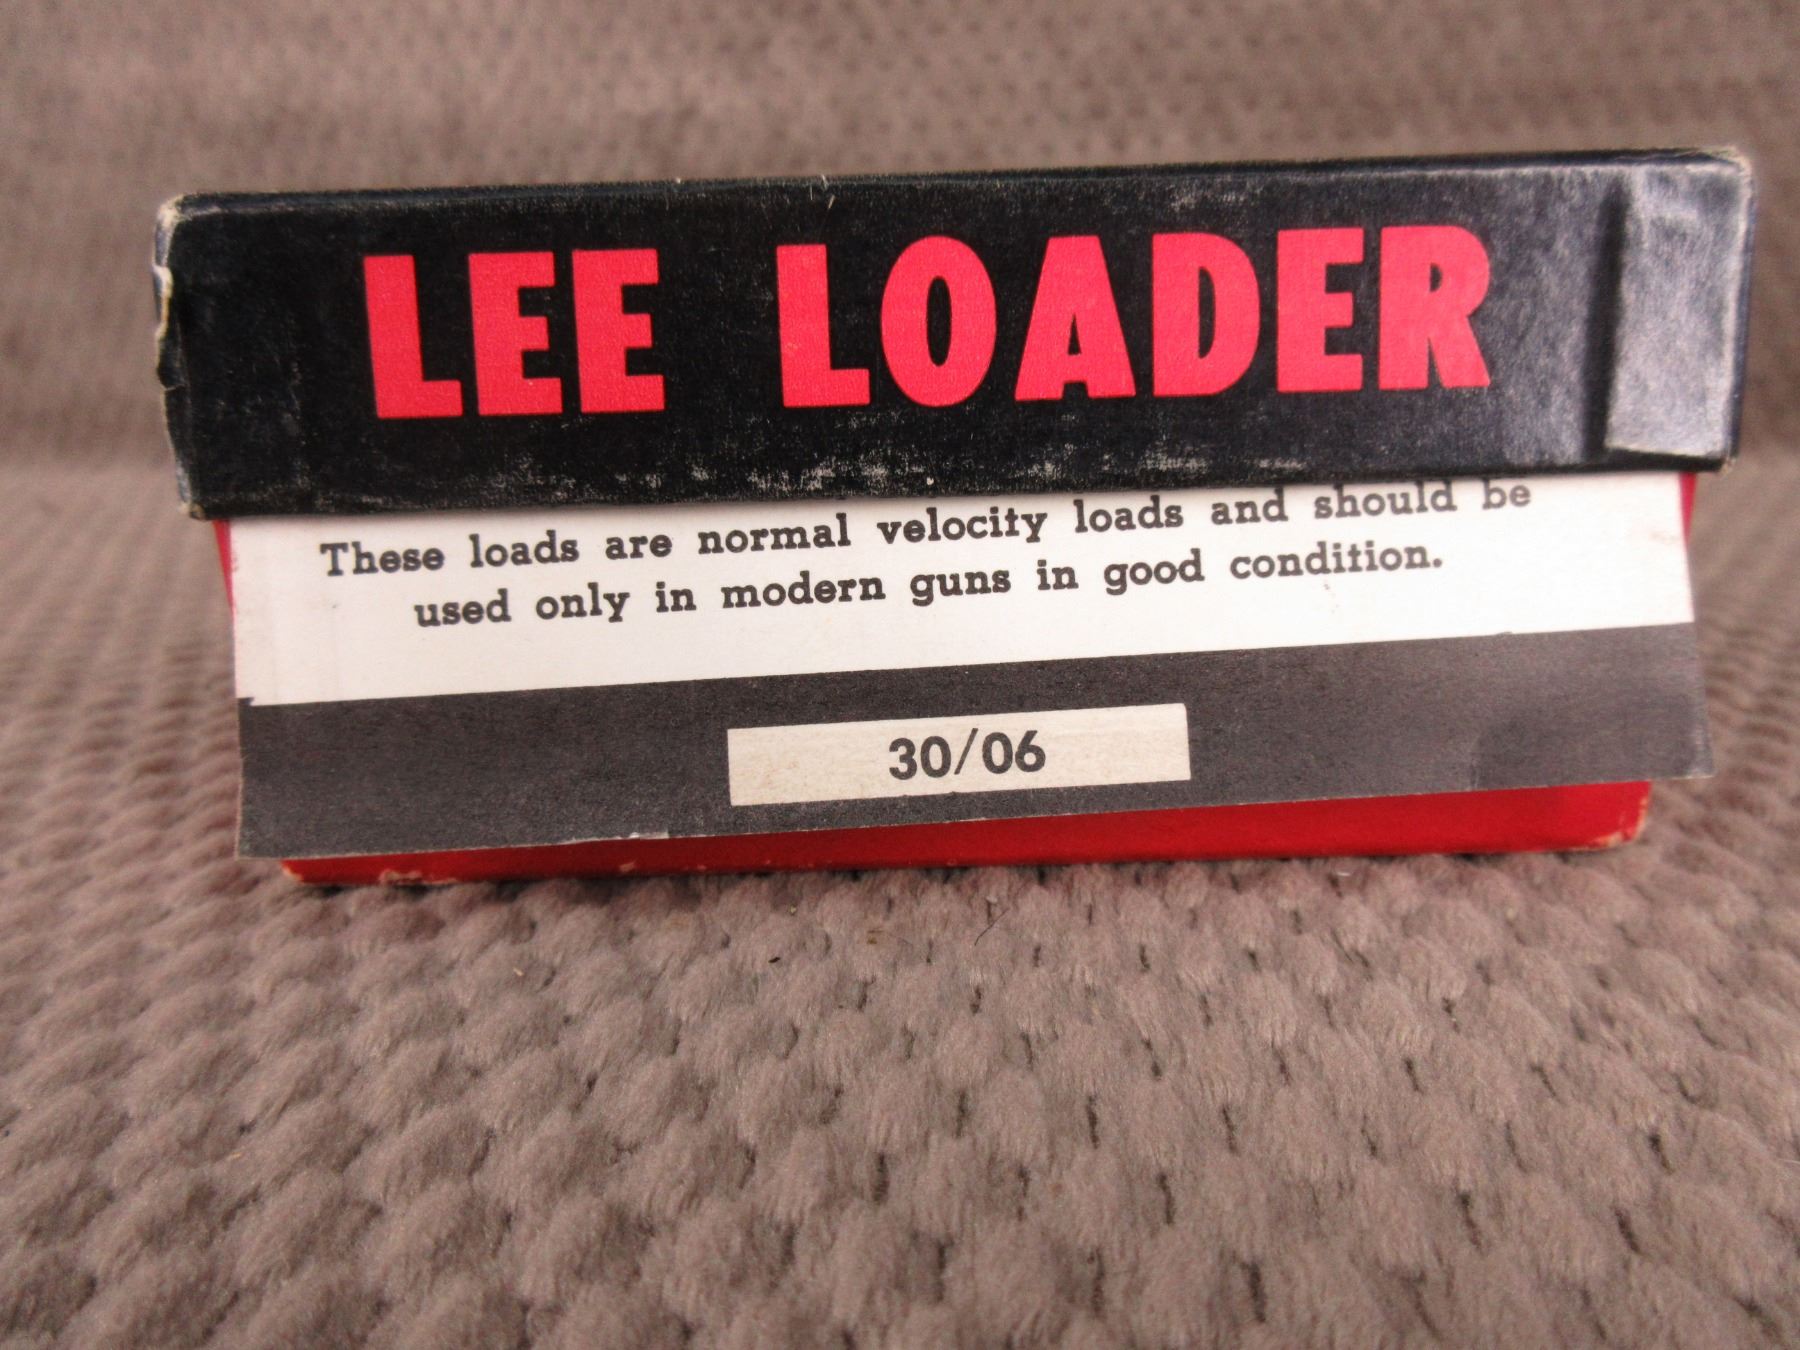 LEE LOADER
These loads are normal velocity loads and should be
used only in modern guns in good condition.
30/06